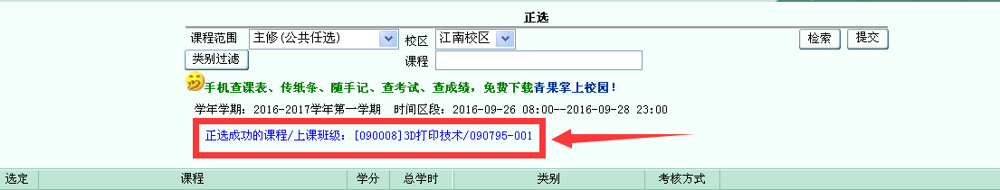 正选
课程范围 主修(公共任选) 校区 江南校区 检索 提交
类别过滤 课程
手机查课表、传纸条、随手记、查考试、查成绩，免费下载青果掌上校园！
学年学期：2016-2017学年第一学期 时间区段：2016-09-26 08:00--2016-09-28 23:00
正选成功的课程/上课班级：[090008]3D打印技术/090795-001
选定 课程 学分 总学时 类别 考核方式